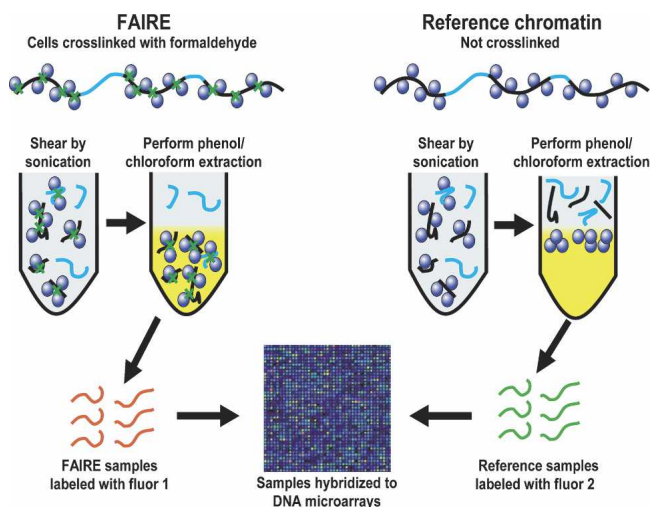 FAIRE
Cells crosslinked with formaldehyde
Reference chromatin
Not crosslinked
Shear by
sonication
Perform phenol/
chloroform extraction
Shear by
sonication
Perform phenol/
chloroform extraction
FAIRE samples
labeled with fluor 1
Samples hybridized to
DNA microarrays
Reference samples
labeled with fluor 2